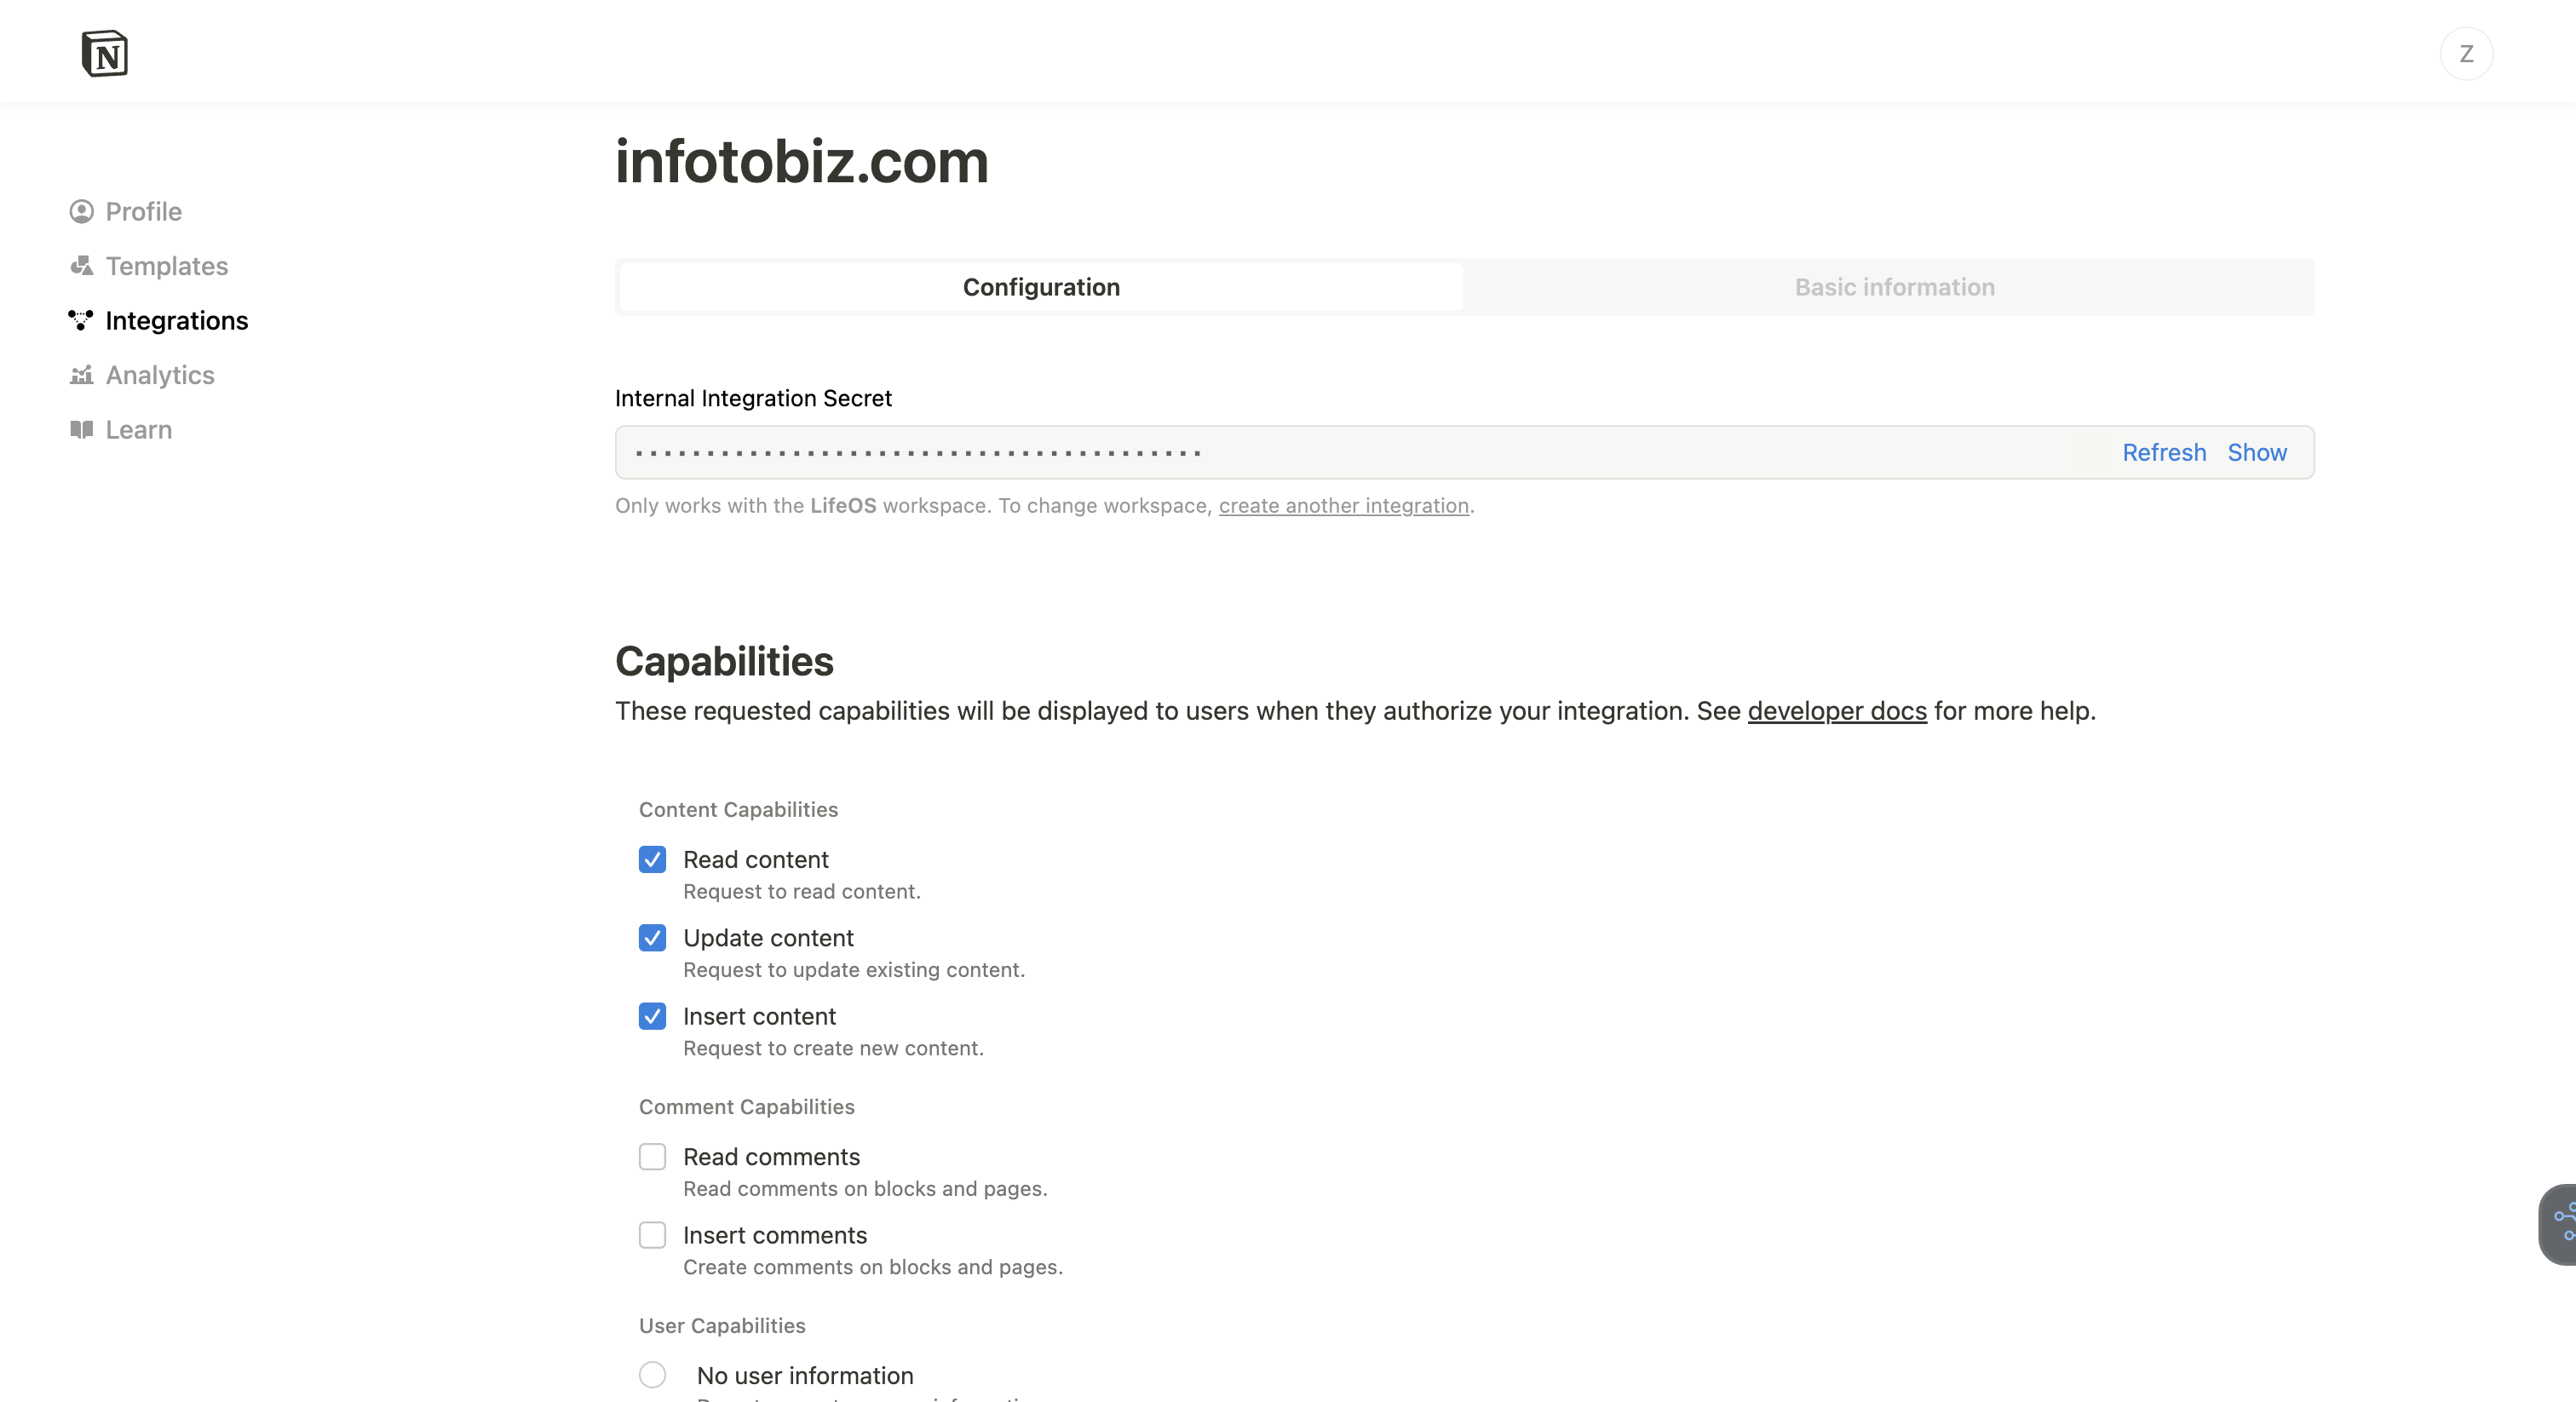 N
Z
infotobiz.com
Profile
Templates
Integrations
Analytics
Learn
Configuration
Basic information
Internal Integration Secret
Refresh Show
Only works with the LifeOS workspace. To change workspace, create another integration.
Capabilities
These requested capabilities will be displayed to users when they authorize your integration. See developer docs for more help.
Content Capabilities
Read content
Request to read content.
Update content
Request to update existing content.
Insert content
Request to create new content.
Comment Capabilities
Read comments
Read comments on blocks and pages.
Insert comments
Create comments on blocks and pages.
User Capabilities
No user information